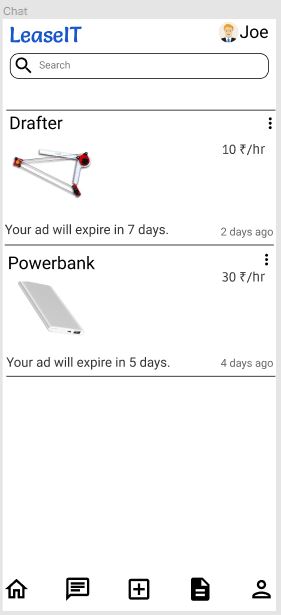 Chat
LeaseIT
Joe
Search
Drafter
10 ₹/hr
Your ad will expire in 7 days.
2 days ago
Powerbank
30 ₹/hr
Your ad will expire in 5 days.
4 days ago